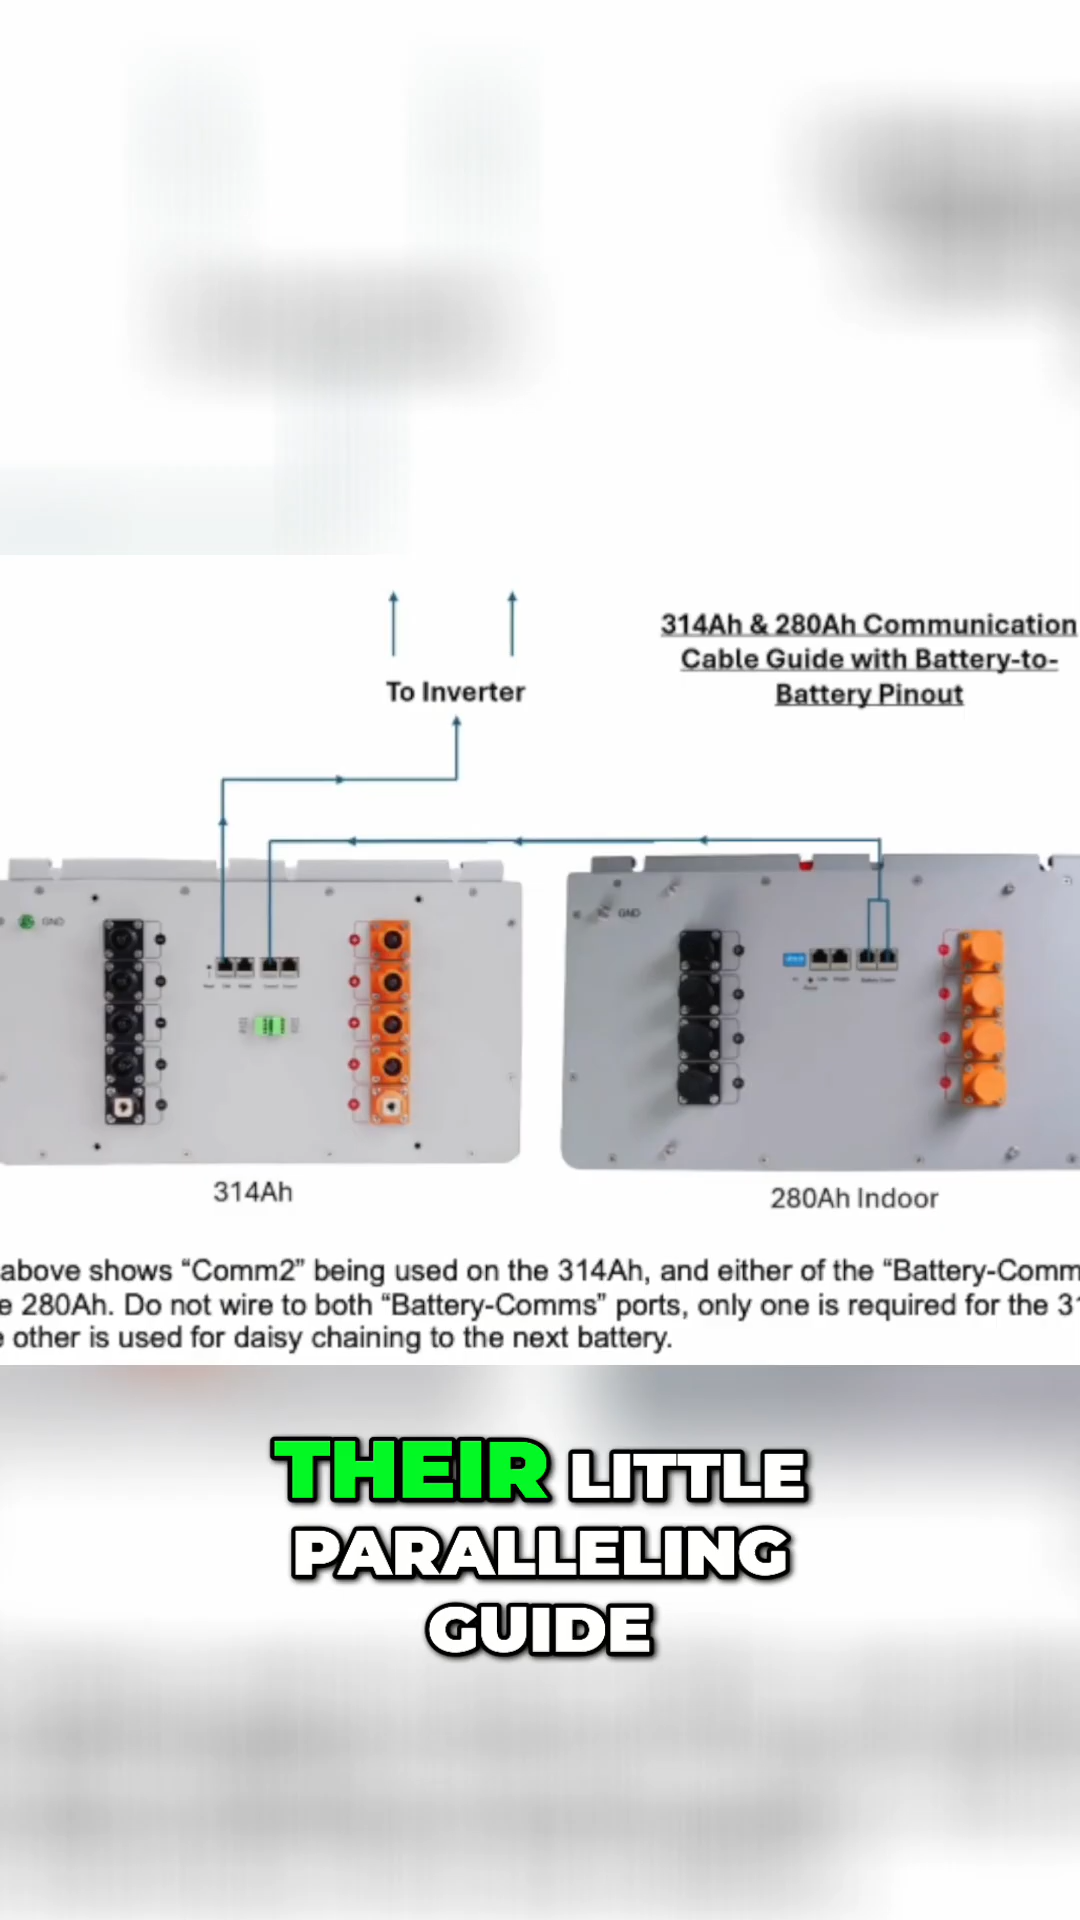 To Inverter
314Ah & 280Ah Communication
Cable Guide with Battery-to-
Battery Pinout
GND
GND
314Ah
280Ah Indoor
above shows “Comm2” being used on the 314Ah, and either of the “Battery-Comm
e 280Ah. Do not wire to both “Battery-Comms” ports, only one is required for the 31
e other is used for daisy chaining to the next battery.
THEIR LITTLE
PARALLELING
GUIDE